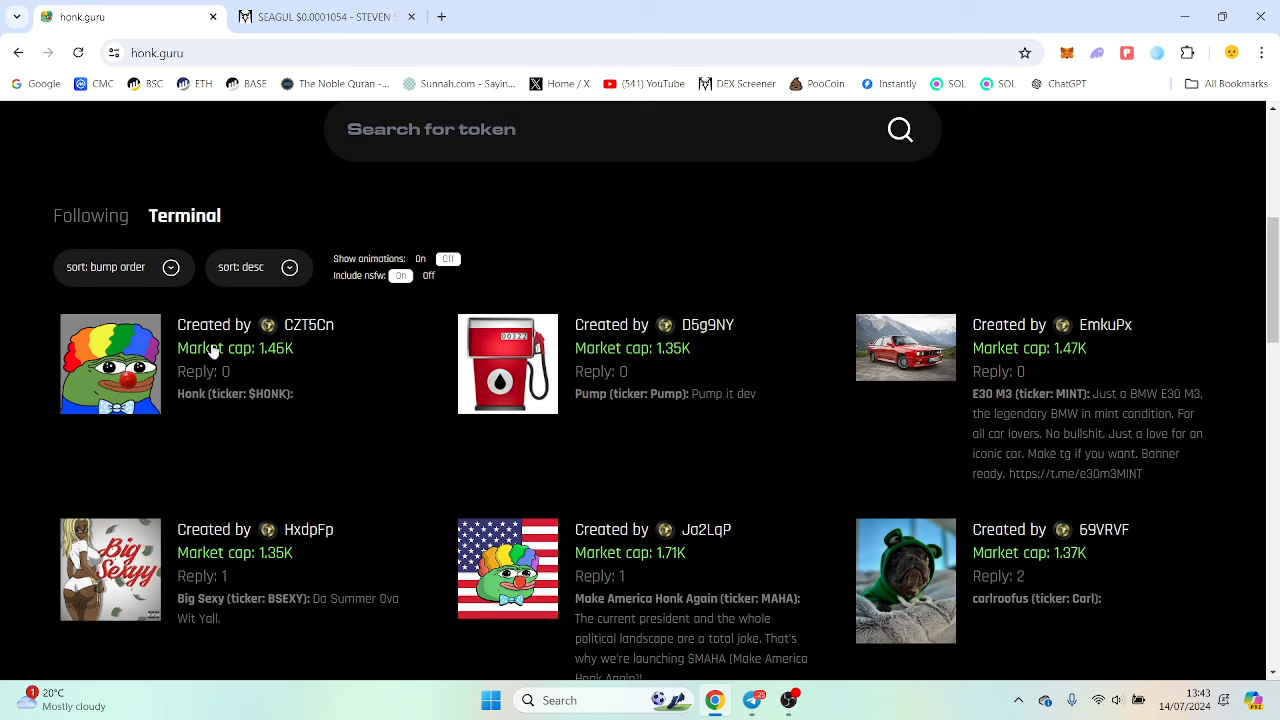 honk.guru
SEAGUL $0.0001054 - STEVEN S
honk.guru
Google
CMC
BSC
ETH
BASE
The Noble Quran -...
Sunnah.com - Sayin...
Home / X
(541) YouTube
DEX Screener
PooCoin
Instantly
SOL
SOL
ChatGPT
All Bookmarks
Search for token
Following Terminal
sort: bump order
sort: desc
Show animations: On Off
Include nsfw: On Off
Created by CZT5Cn
Market cap: 1.46K
Reply: 0
Honk (ticker: $HONK):
00322
Created by D5g9NY
Market cap: 1.35K
Reply: 0
Pump (ticker: Pump): Pump it dev
Created by EmkuPx
Market cap: 1.47K
Reply: 0
E30 M3 (ticker: MINT): Just a BMW E30 M3,
the legendary BMW in mint condition. For
all car lovers. No bullshit. Just a love for an
iconic car. Make tg if you want. Banner
ready. https://t.me/e30m3MINT
Big
Sexyy
Created by HxdpFp
Market cap: 1.35K
Reply: 1
Big Sexy (ticker: BSEXY): Da Summer Ova
Wit Yall.
Created by Ja2LqP
Market cap: 1.71K
Reply: 1
Make America Honk Again (ticker: MAHA):
The current president and the whole
political landscape are a total joke. That's
why we're launching $MAHA (Make America
Honk Again)!
Created by 69VRVF
Market cap: 1.37K
Reply: 2
carlroofus (ticker: Carl):
1
20°C
Mostly cloudy
Search
25
13:43
14/07/2024
PRE